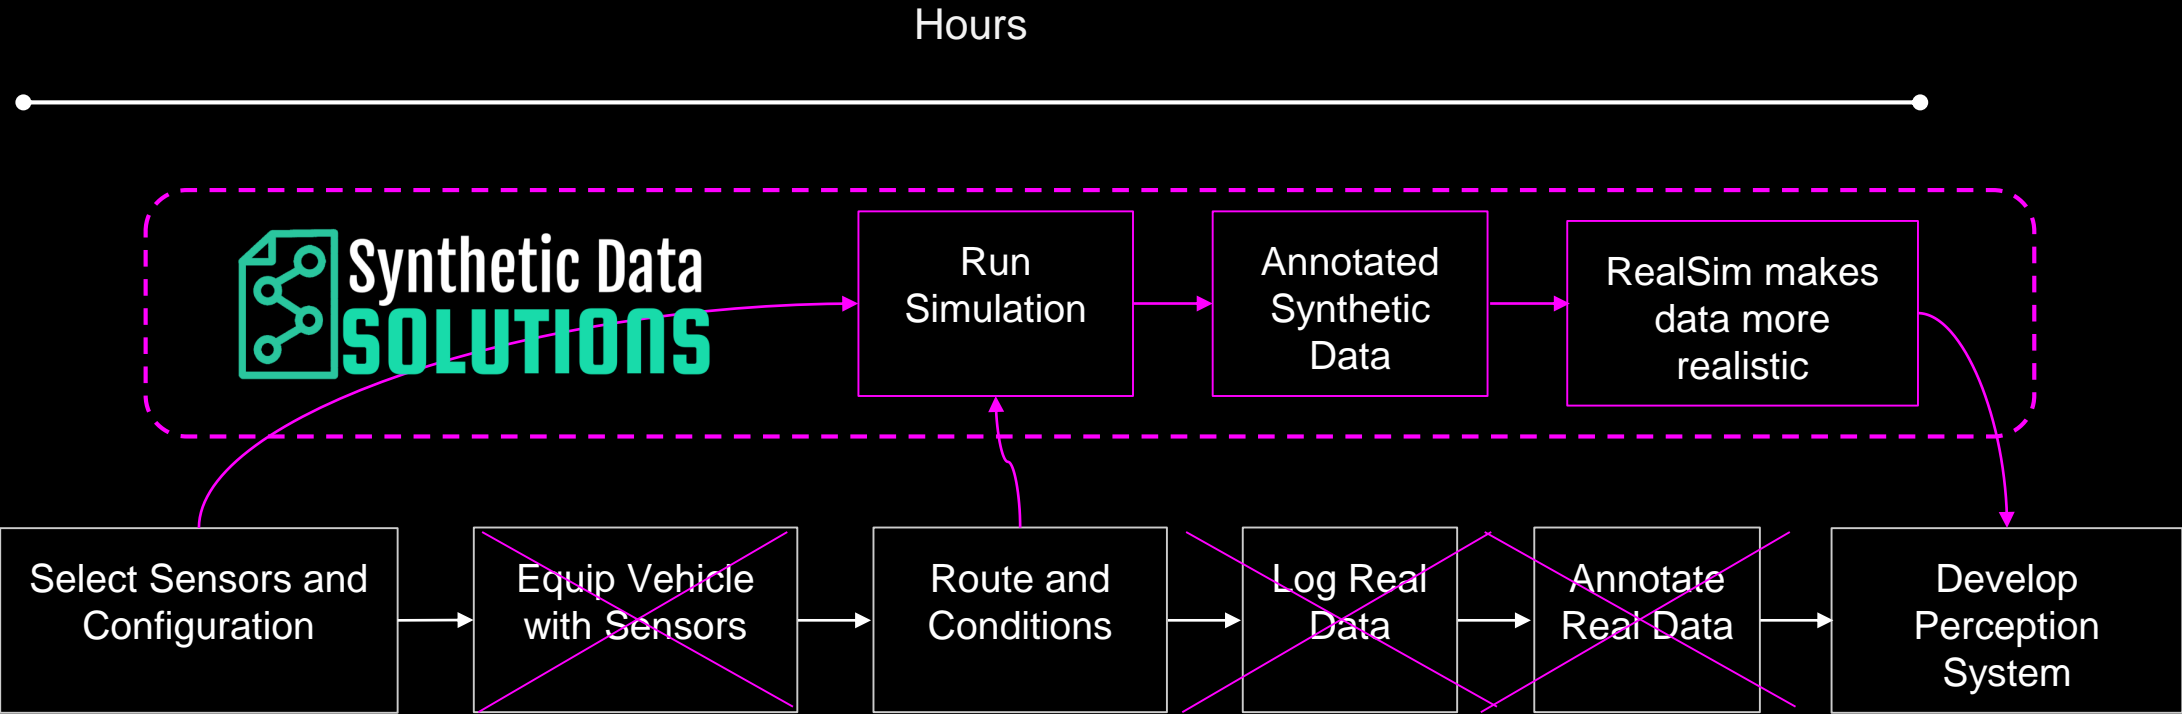 Hours
Synthetic Data
SOLUTIONS
Run
Simulation
Annotated
Synthetic
Data
RealSim makes
data more
realistic
Select Sensors and
Configuration
Equip Vehicle
with Sensors
Route and
Conditions
Log Real
Data
Annotate
Real Data
Develop
Perception
System